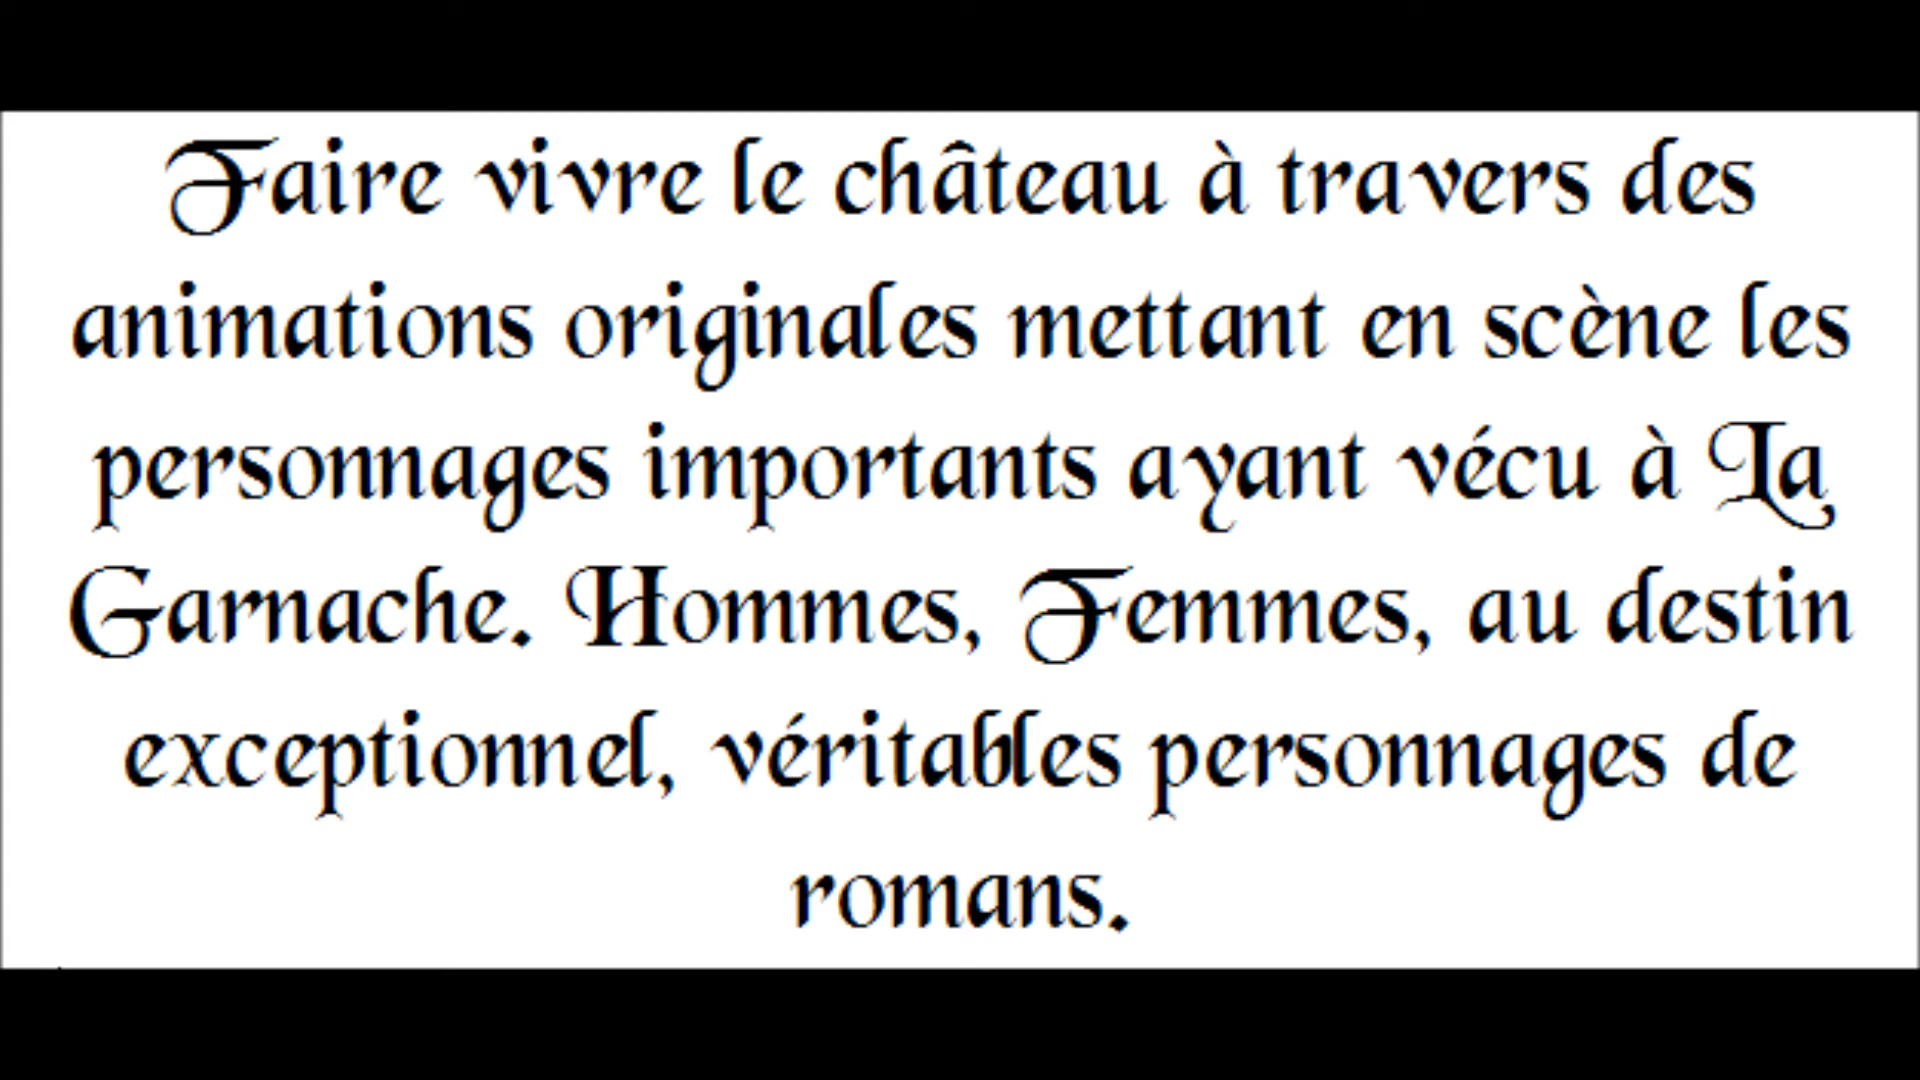 Faire vivre le château à travers des
animations originales mettant en scène les
personnages importants ayant vécu à La
Garnache. Hommes, Femmes, au destin
exceptionnel, véritables personnages de
romans.